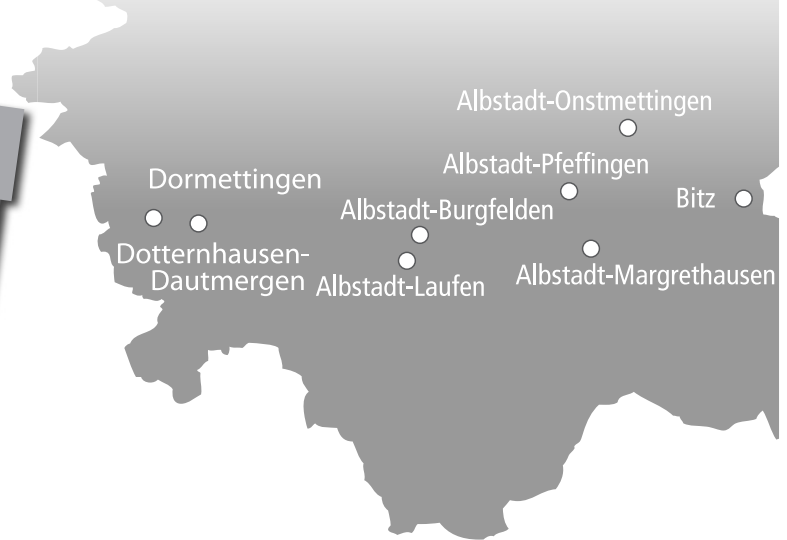 Albstadt-Onstmettingen
Albstadt-Pfeffingen
Dormettingen
Bitz
Albstadt-Burgfelden
Dotternhausen-
Dautmergen
Albstadt-Margrethausen
Albstadt-Laufen